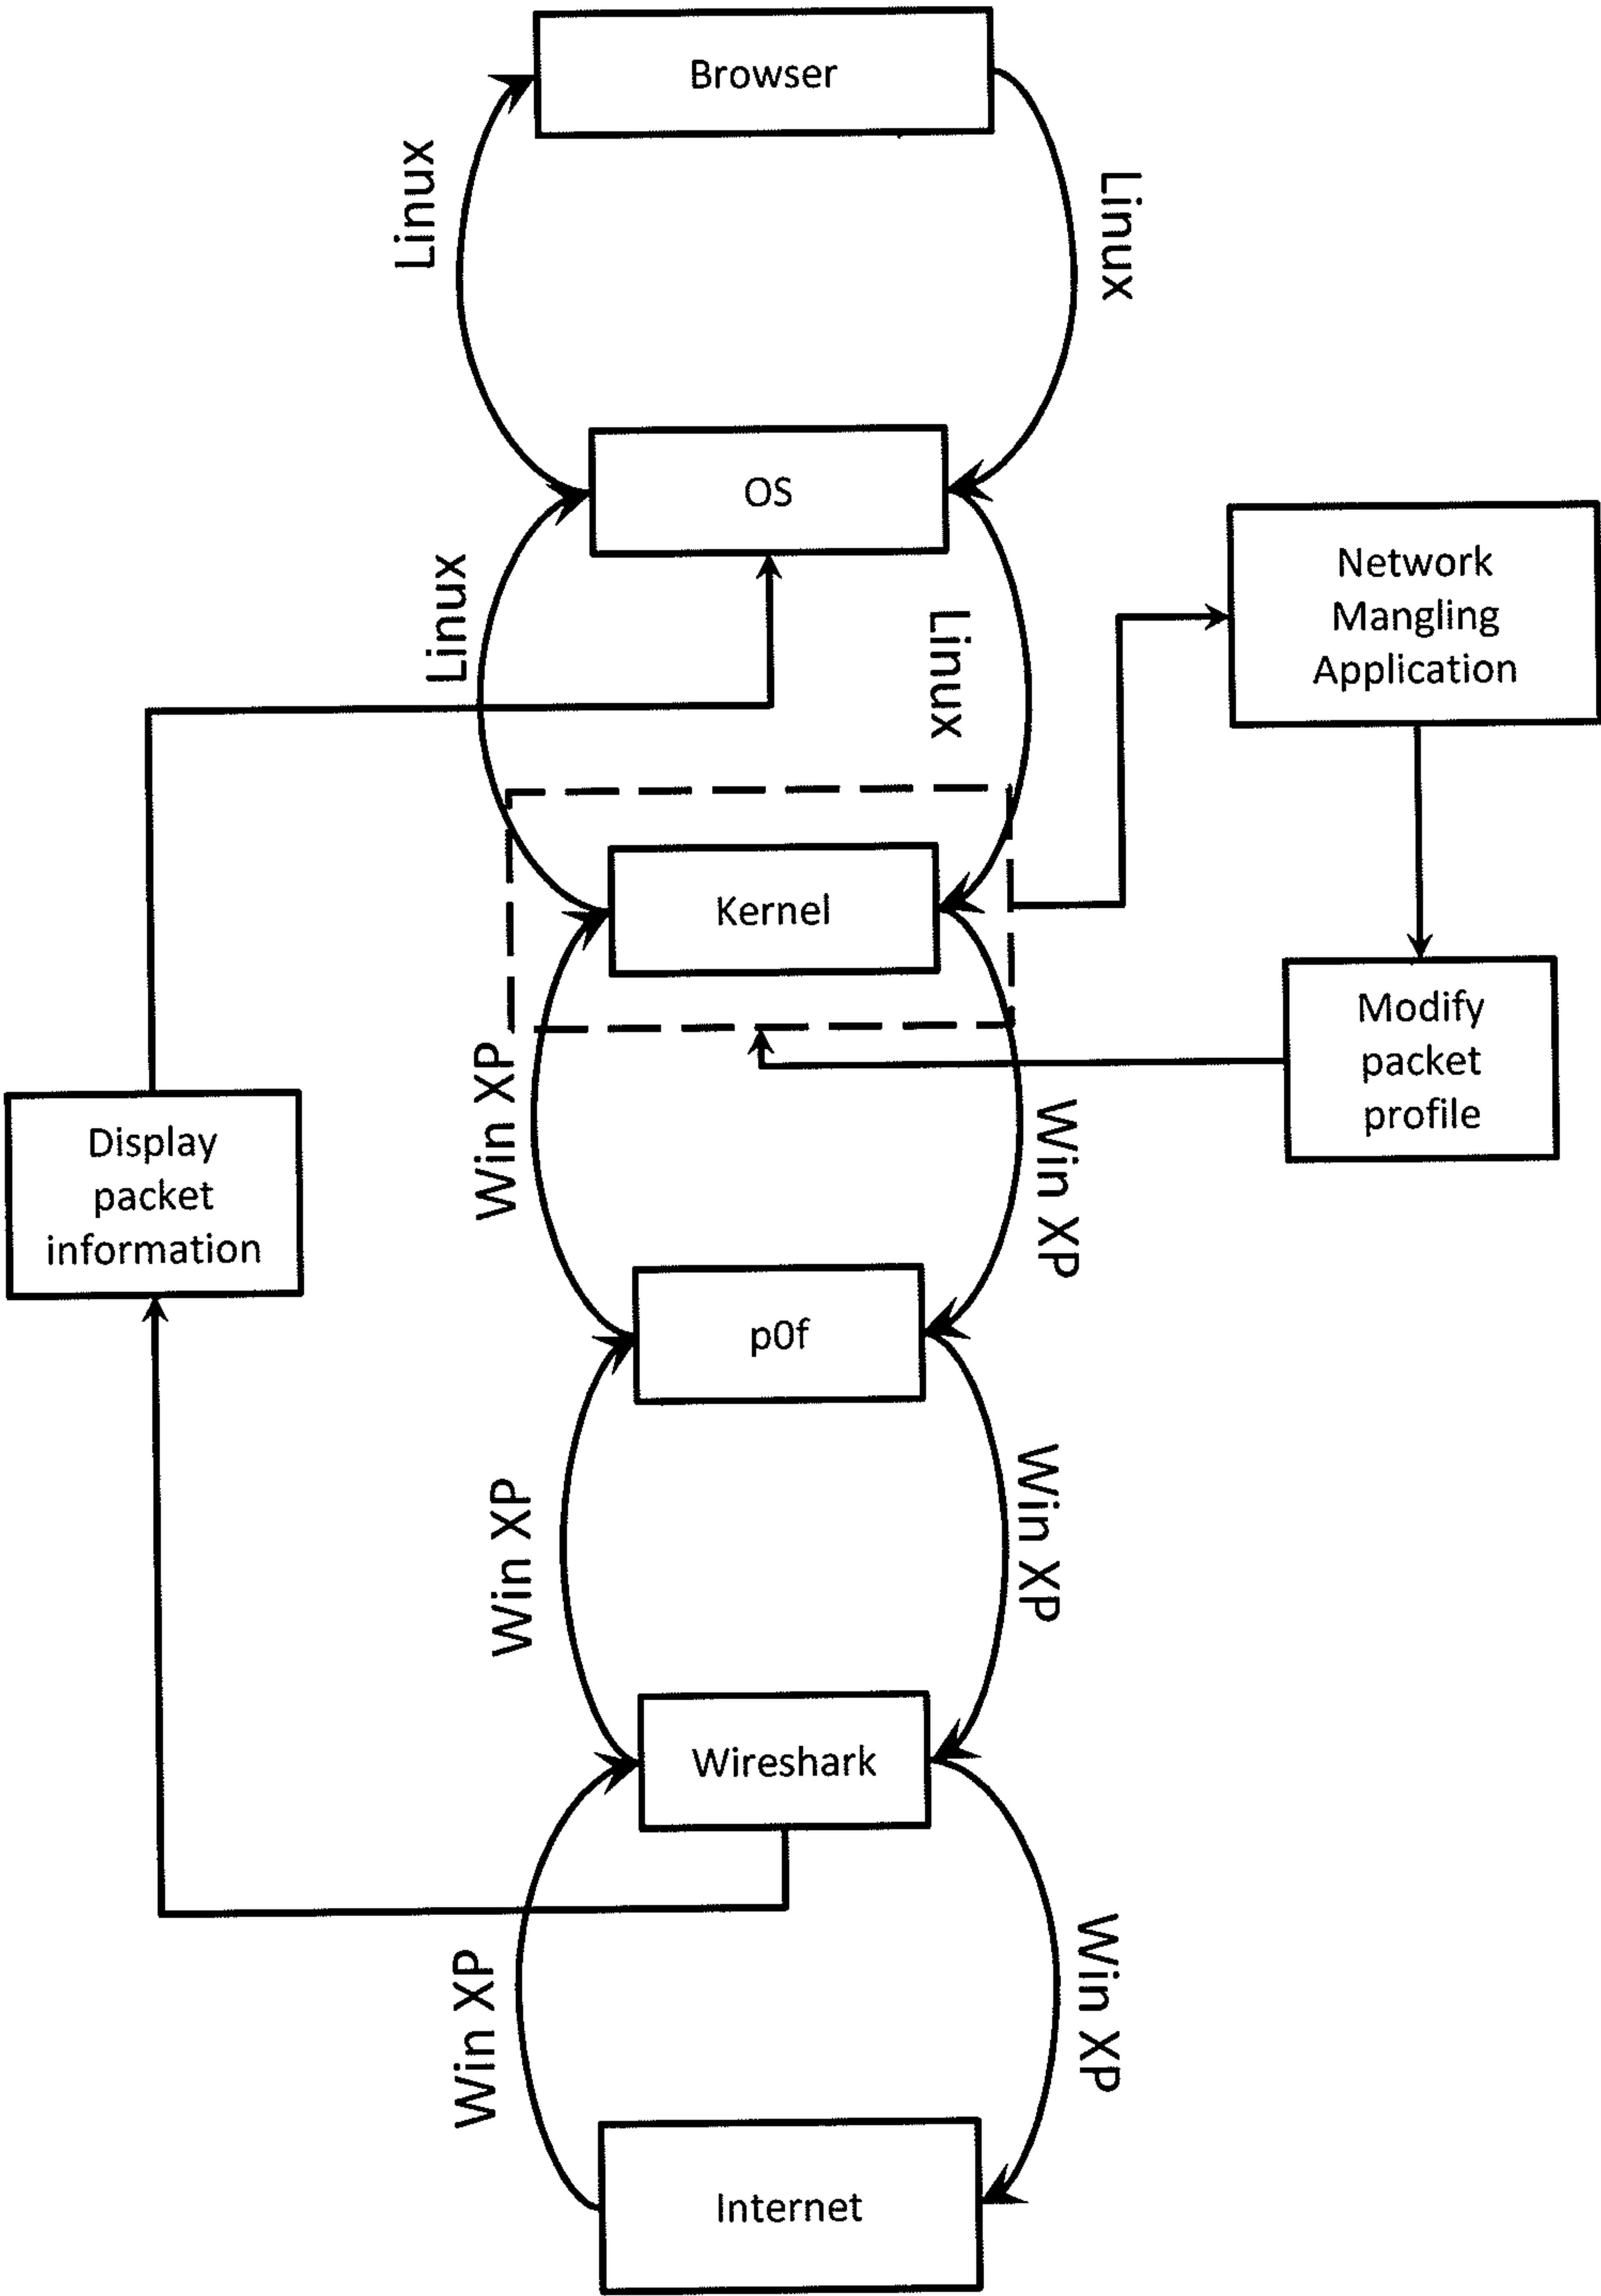 Browser
Linux
Linux
OS
Network
Mangling
Application
Linux
Linux
Kernel
Modify
packet
profile
Win XP
Win XP
Display
packet
information
p0f
Win XP
Win XP
Wireshark
Win XP
Win XP
Internet